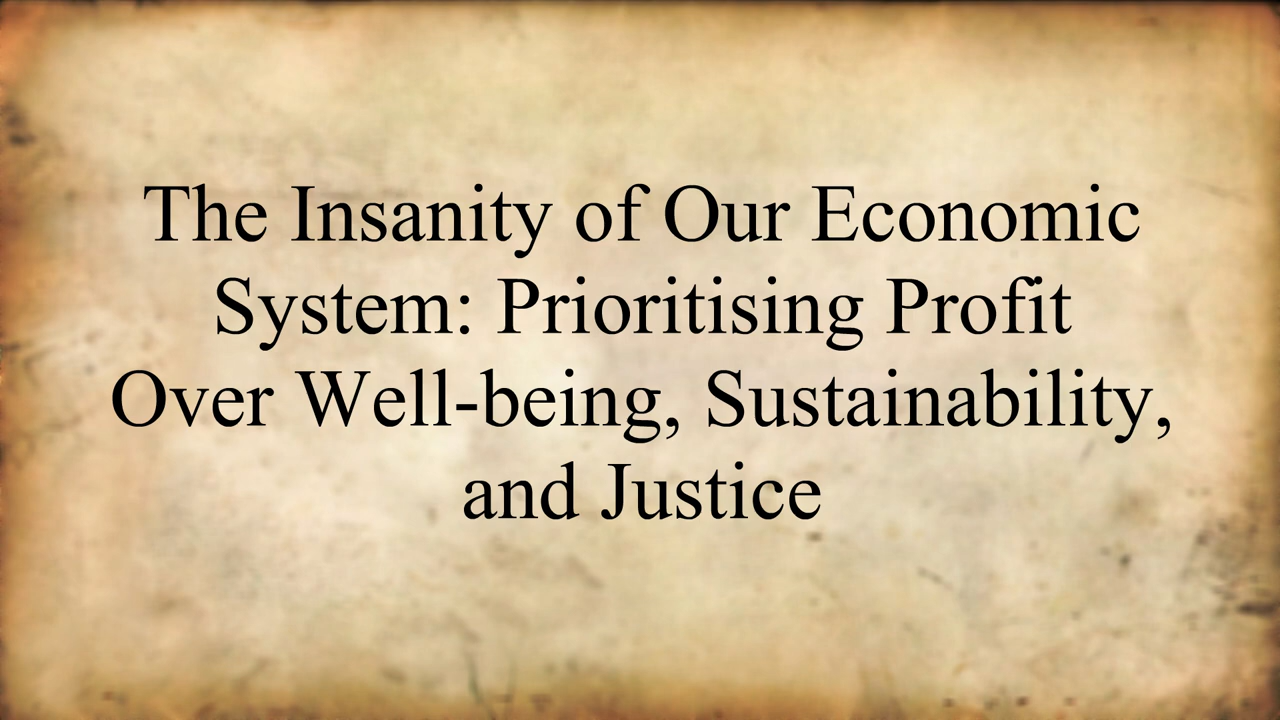 The Insanity of Our Economic
System: Prioritising Profit
Over Well-being, Sustainability,
and Justice